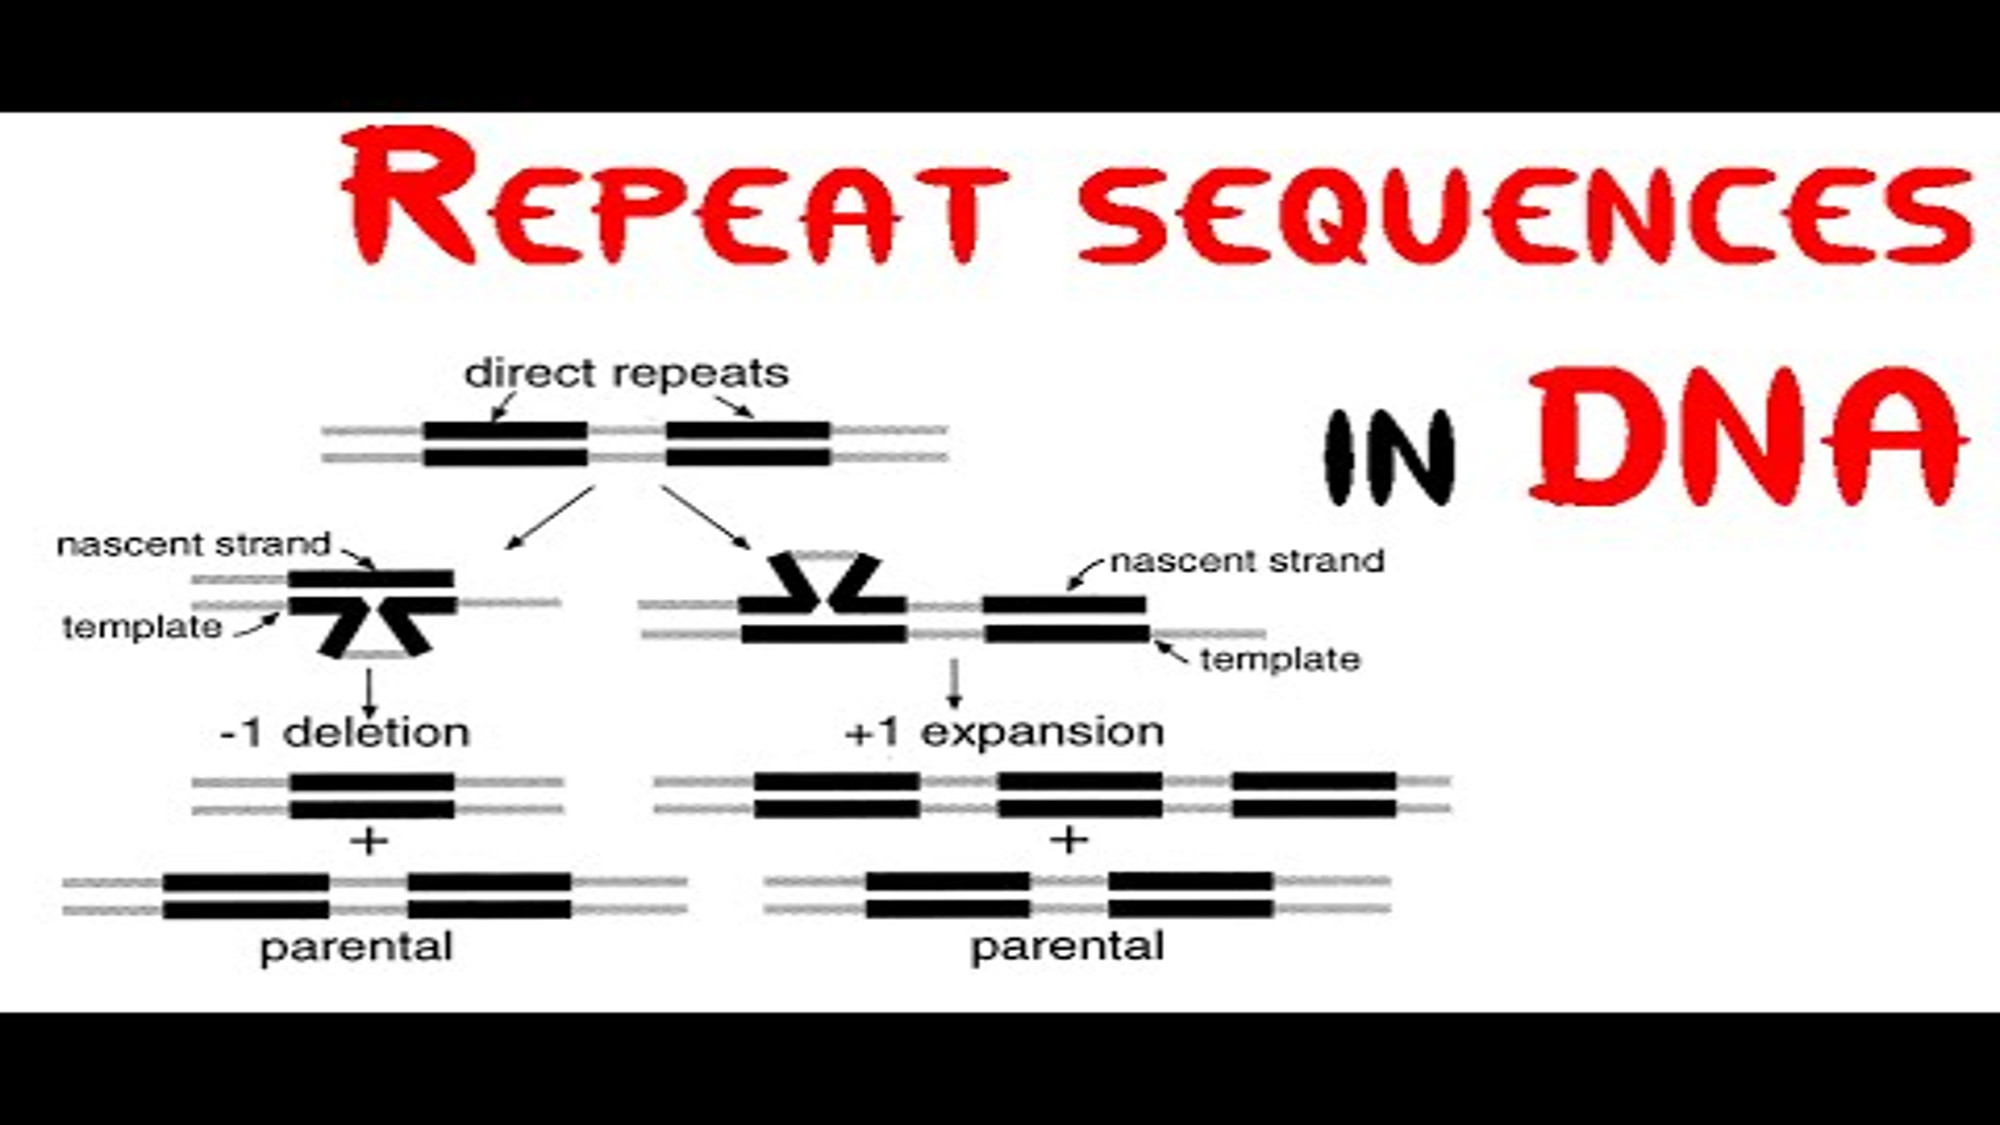 REPEAT SEQUENCES
IN DNA
direct repeats
nascent strand
template
nascent strand
template
-1 deletion
+1 expansion
+
+
parental
parental